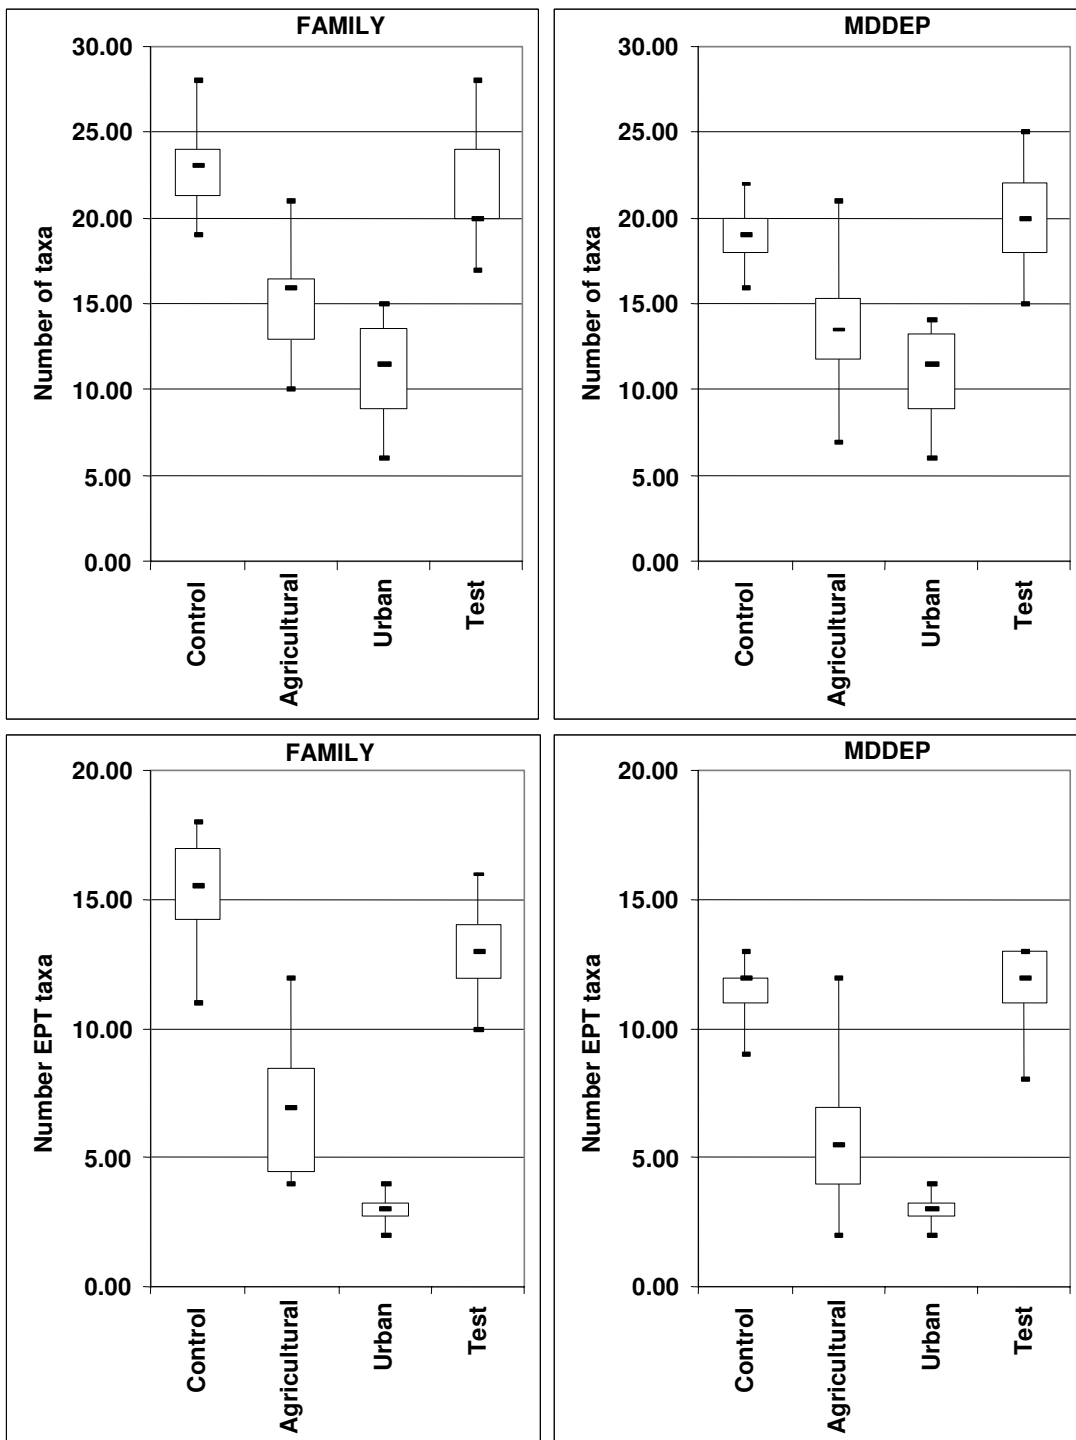 FAMILY
30.00
25.00
20.00
15.00
10.00
5.00
0.00
Number of taxa
Control
Agricultural
Urban
Test
MDDEP
30.00
25.00
20.00
15.00
10.00
5.00
0.00
Number of taxa
Control
Agricultural
Urban
Test
FAMILY
20.00
15.00
10.00
5.00
0.00
Number EPT taxa
Control
Agricultural
Urban
Test
MDDEP
20.00
15.00
10.00
5.00
0.00
Number EPT taxa
Control
Agricultural
Urban
Test